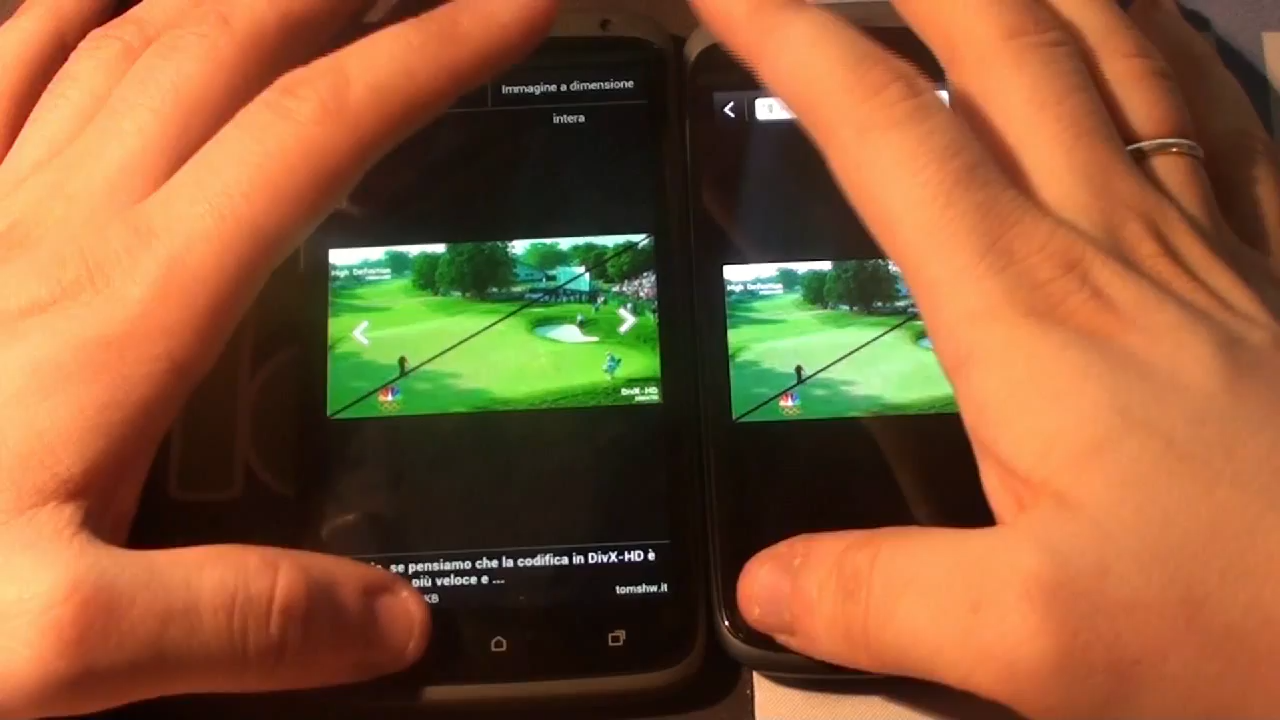 Immagine a dimensione
intera
High Definition
DivX-HD
High Definition
se pensiamo che la codifica in DivX-HD è
più veloce e ...
KB
tomshw.it